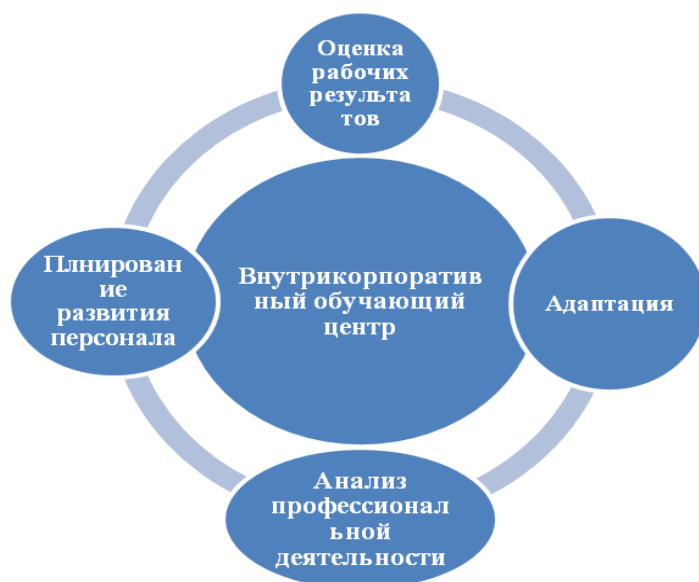 Оценка
рабочих
результа
тов
Плнирован
ие
развития
персонала
Внутрикорпоратив
ный обучающий
центр
Адаптация
Анализ
профессионал
ьной
деятельности